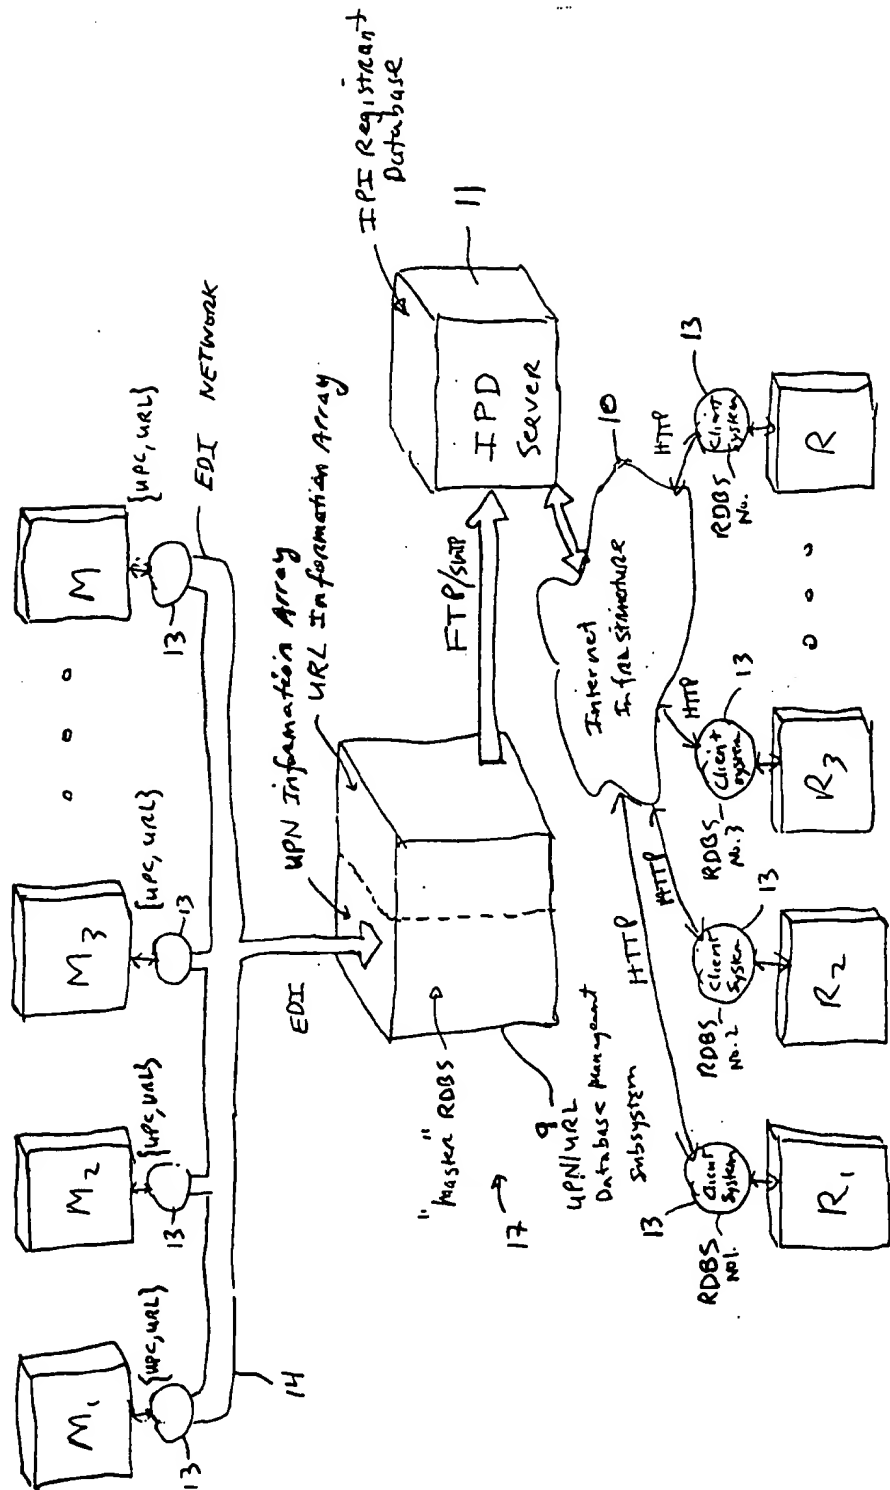 M1
M2
M3
M
{UPC, URL}
{UPC, URL}
{UPC, URL}
{UPC, URL}
13
13
13
13
EDI NETWORK
14
EDI
UPN Information Array
URL Information Array
"Master" RDBS
17
9
UPN/URL
Database Management
Subsystem
FTP/SMTP
IPI Registrant
Database
IPD
Server
11
10
Internet
Infrastructure
HTTP
HTTP
HTTP
HTTP
13
Client
System
RDBS
No1.
R1
13
Client
System
RDBS
No.2
R2
13
Client
System
RDBS
No.3
R3
13
Client
System
RDBS
No.
R